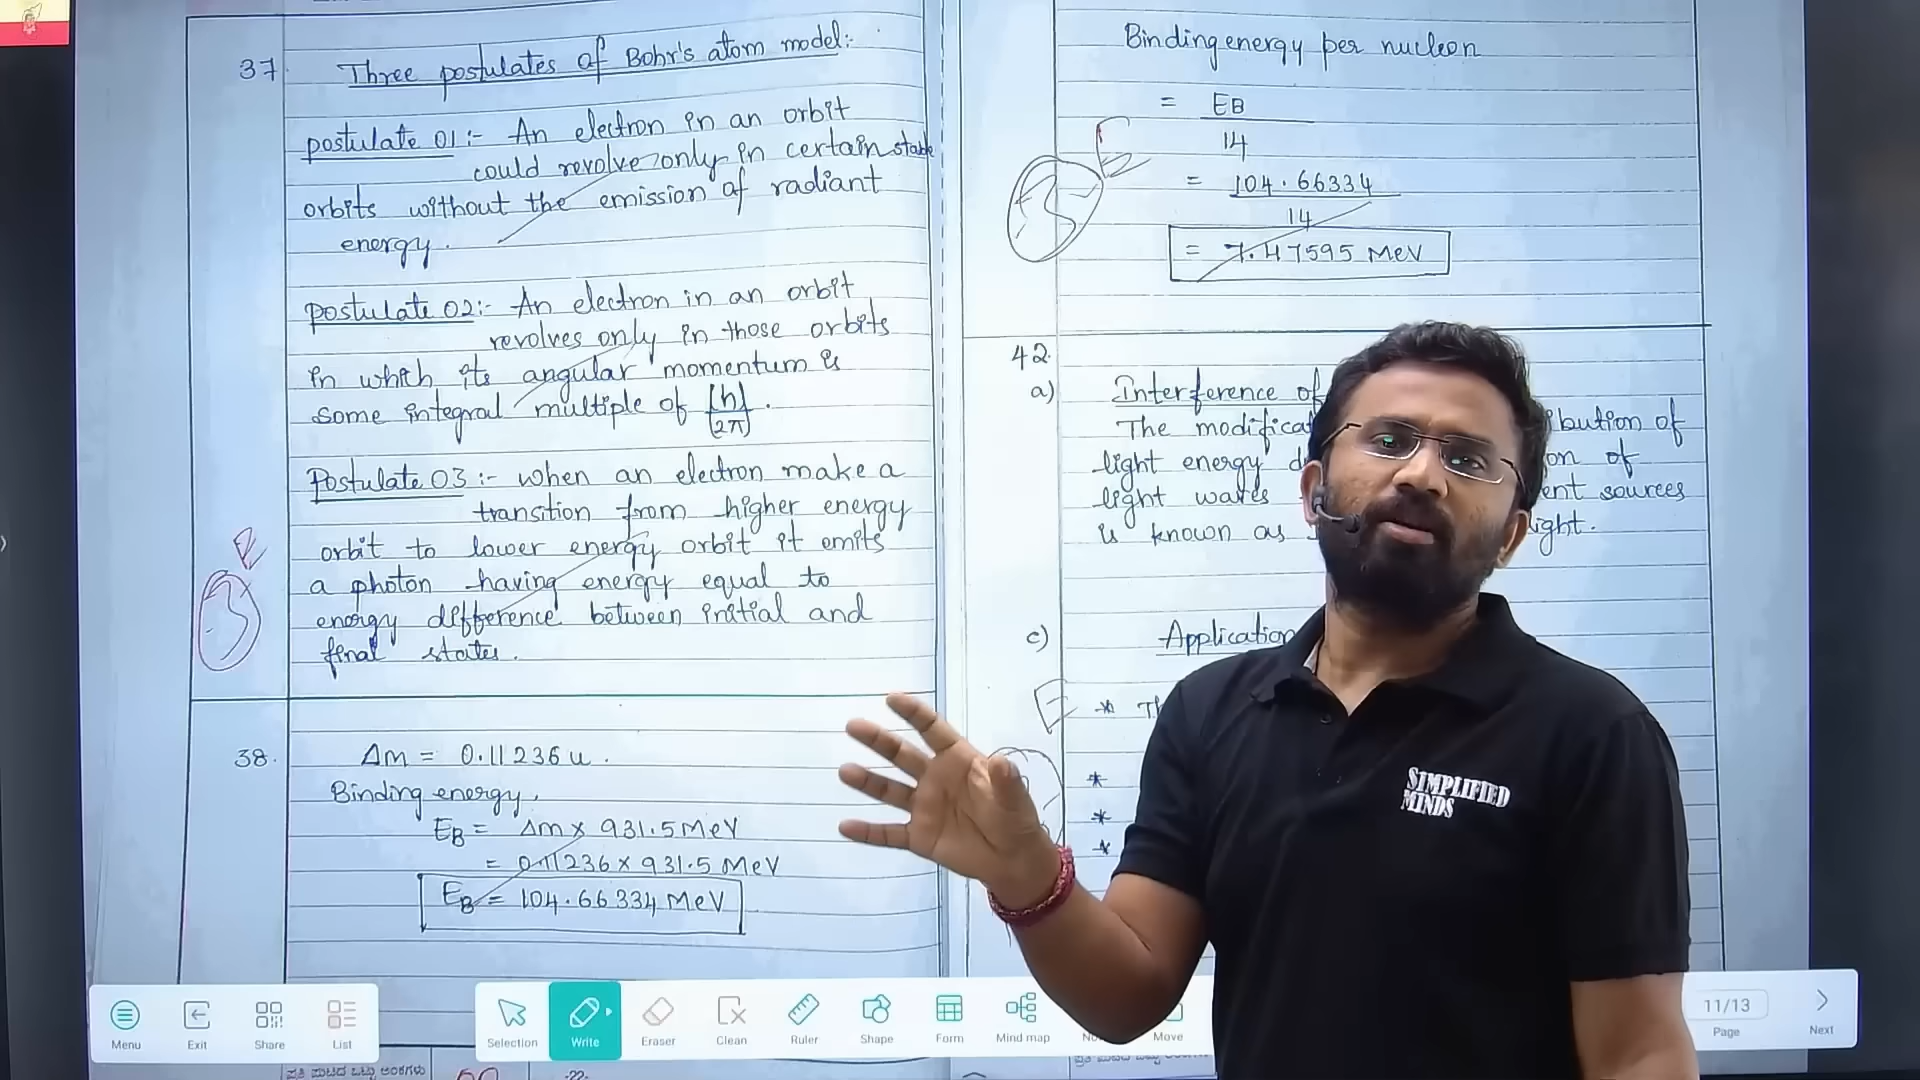 37.
Three postulates of Bohr's atom model:
postulate 01:- An electron in an orbit
could revolve only in certain stable
orbits without the emission of radiant
energy.
postulate 02:- An electron in an orbit
revolves only in those orbits
in which its angular momentum is
some integral multiple of [h/2π].
Postulate 03:- when an electron make a
transition from higher energy
orbit to lower energy orbit it emits
a photon having energy equal to
energy difference between initial and
final states.
3
38.
Δm = 0.11236u.
Binding energy,
EB = Δm × 931.5 MeV
= 0.11236 × 931.5 MeV
EB = 104.66334 MeV
Binding energy per nucleon
= EB
14
= 104.66334
14
= 7.47595 MeV
3
42.
a) Interference of
The modificat bution of
light energy d on of
light waves ent sources
is known as light.
c) Application
* Th
*
*
*
SIMPLIFIED
MINDS
Menu
Exit
Share
List
Selection
Write
Eraser
Clean
Ruler
Shape
Form
Mind map
Move
11/13
Page
Next
-22-